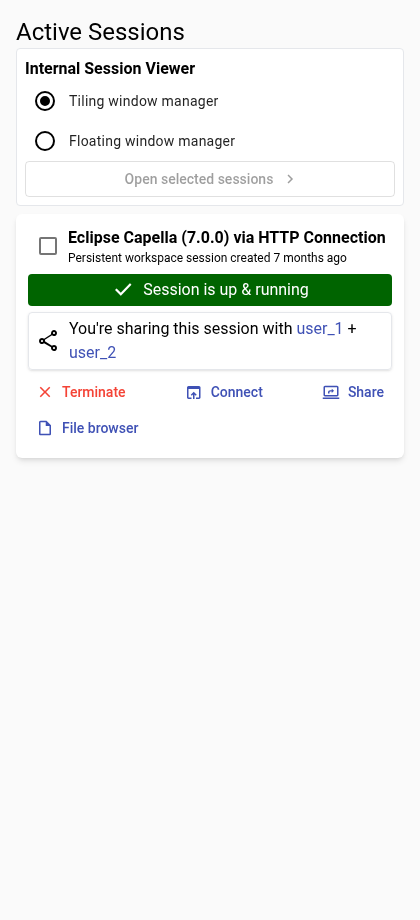 Active Sessions
Internal Session Viewer
Tiling window manager
Floating window manager
Open selected sessions
Eclipse Capella (7.0.0) via HTTP Connection
Persistent workspace session created 7 months ago
Session is up & running
You're sharing this session with user_1 +
user_2
Terminate
Connect
Share
File browser